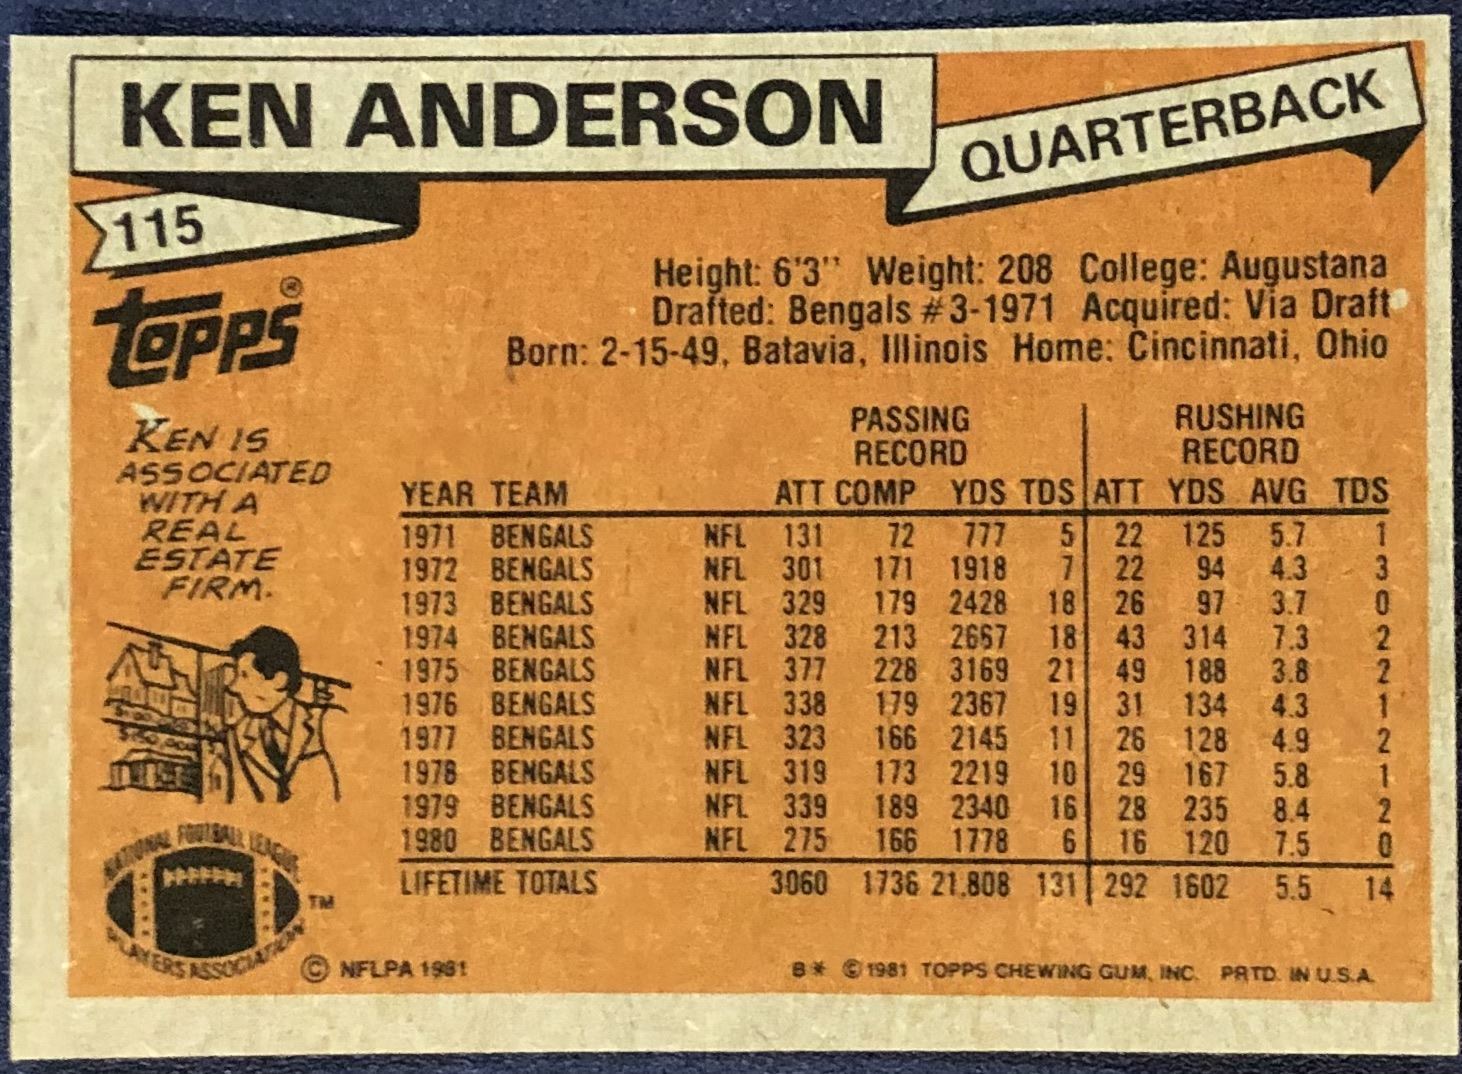 KEN ANDERSON
QUARTERBACK
115
TOPPS®
Height: 6'3" Weight: 208 College: Augustana
Drafted: Bengals #3-1971 Acquired: Via Draft
Born: 2-15-49, Batavia, Illinois Home: Cincinnati, Ohio
KEN IS
ASSOCIATED
WITH A
REAL
ESTATE
FIRM.
PASSING RECORD RUSHING RECORD
YEAR TEAM ATT COMP YDS TDS ATT YDS AVG TDS
1971 BENGALS NFL 131 72 777 5 22 125 5.7 1
1972 BENGALS NFL 301 171 1918 7 22 94 4.3 3
1973 BENGALS NFL 329 179 2428 18 26 97 3.7 0
1974 BENGALS NFL 328 213 2667 18 43 314 7.3 2
1975 BENGALS NFL 377 228 3169 21 49 188 3.8 2
1976 BENGALS NFL 338 179 2367 19 31 134 4.3 1
1977 BENGALS NFL 323 166 2145 11 26 128 4.9 2
1978 BENGALS NFL 319 173 2219 10 29 167 5.8 1
1979 BENGALS NFL 339 189 2340 16 28 235 8.4 2
1980 BENGALS NFL 275 166 1778 6 16 120 7.5 0
LIFETIME TOTALS 3060 1736 21,808 131 292 1602 5.5 14
NATIONAL FOOTBALL LEAGUE
PLAYERS ASSOCIATION
TM
© NFLPA 1981
B* © 1981 TOPPS CHEWING GUM, INC. PRTD. IN U.S.A.